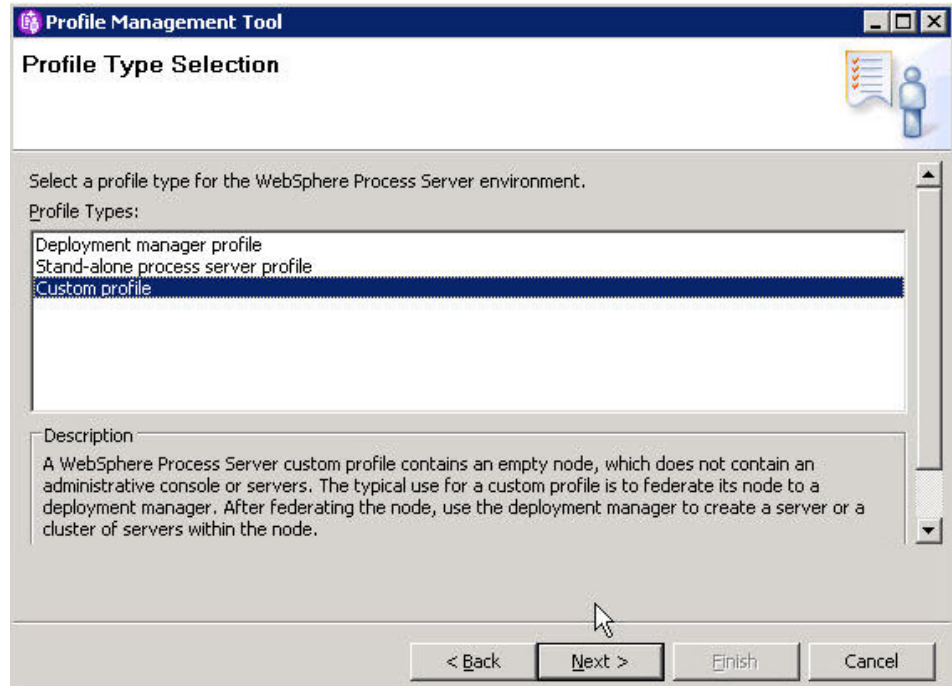 Profile Management Tool
Profile Type Selection
Select a profile type for the WebSphere Process Server environment.
Profile Types:
Deployment manager profile
Stand-alone process server profile
Custom profile
Description
A WebSphere Process Server custom profile contains an empty node, which does not contain an
administrative console or servers. The typical use for a custom profile is to federate its node to a
deployment manager. After federating the node, use the deployment manager to create a server or a
cluster of servers within the node.
< Back Next > Finish Cancel